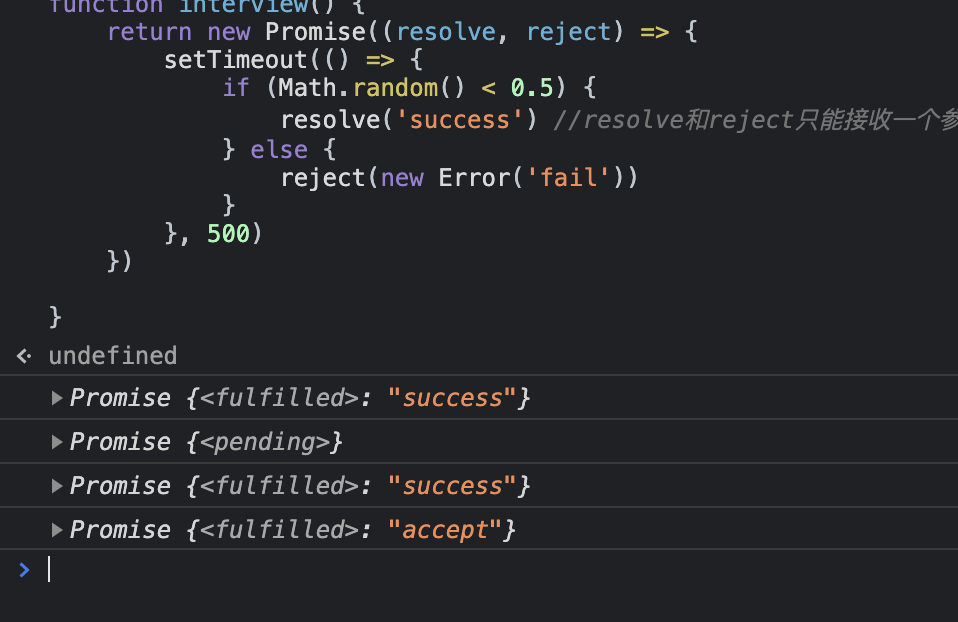 function interview() {
return new Promise((resolve, reject) => {
setTimeout(() => {
if (Math.random() < 0.5) {
resolve('success') //resolve和reject只能接收一个参
} else {
reject(new Error('fail'))
}
}, 500)
})
}
undefined
Promise {<fulfilled>: "success"}
Promise {<pending>}
Promise {<fulfilled>: "success"}
Promise {<fulfilled>: "accept"}